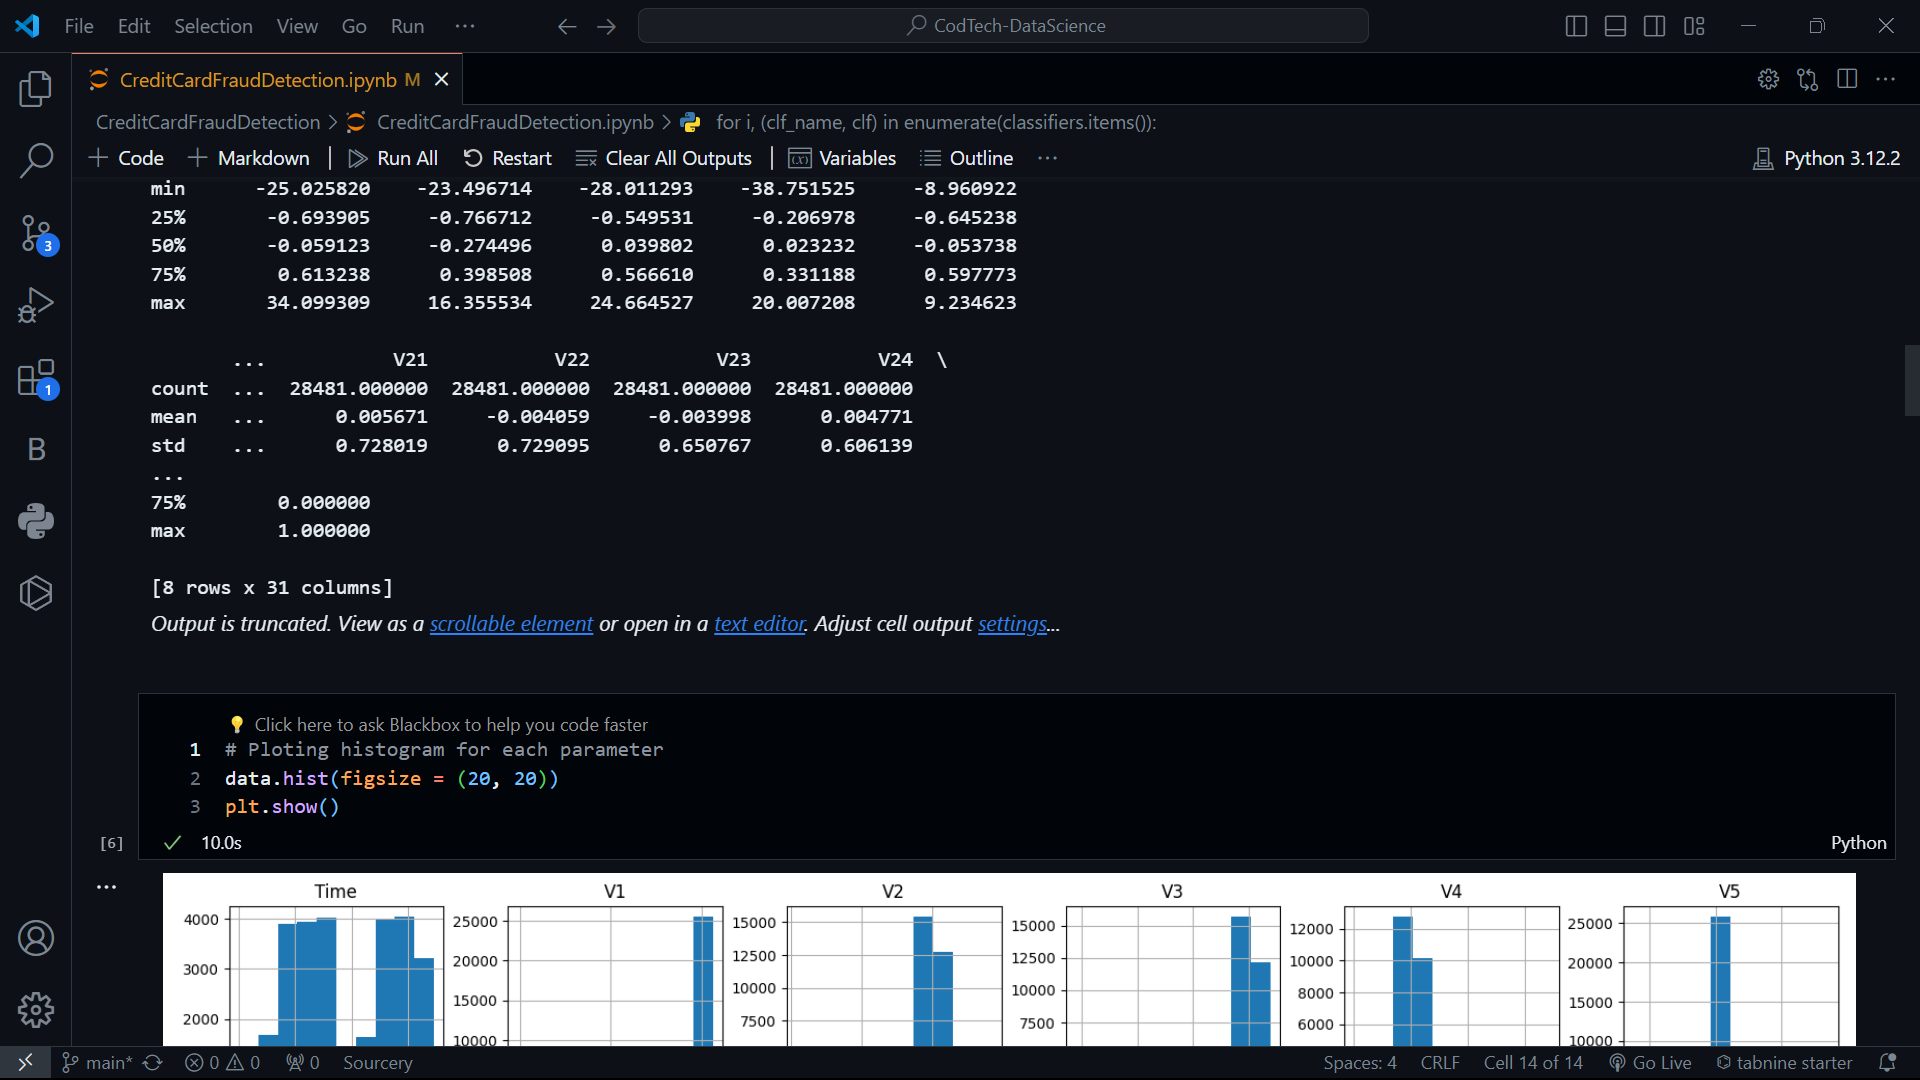 File Edit Selection View Go Run ... CodTech-DataScience
CreditCardFraudDetection.ipynb M
CreditCardFraudDetection > CreditCardFraudDetection.ipynb > for i, (clf_name, clf) in enumerate(classifiers.items()):
+ Code + Markdown | Run All Restart Clear All Outputs | Variables Outline ... Python 3.12.2
min -25.025820 -23.496714 -28.011293 -38.751525 -8.960922
25% -0.693905 -0.766712 -0.549531 -0.206978 -0.645238
50% -0.059123 -0.274496 0.039802 0.023232 -0.053738
75% 0.613238 0.398508 0.566610 0.331188 0.597773
max 34.099309 16.355534 24.664527 20.007208 9.234623
... V21 V22 V23 V24 \
count ... 28481.000000 28481.000000 28481.000000 28481.000000
mean ... 0.005671 -0.004059 -0.003998 0.004771
std ... 0.728019 0.729095 0.650767 0.606139
...
75% 0.000000
max 1.000000
[8 rows x 31 columns]
Output is truncated. View as a scrollable element or open in a text editor. Adjust cell output settings...
Click here to ask Blackbox to help you code faster
1 # Ploting histogram for each parameter
2 data.hist(figsize = (20, 20))
3 plt.show()
[6] 10.0s Python
...
Time V1 V2 V3 V4 V5
4000 25000 15000 15000 12000 25000
3000 20000 12500 12500 10000 20000
15000 10000 10000 8000 15000
2000 10000 7500 7500 6000 10000
3
1
B
main* 0 0 0 Sourcery Spaces: 4 CRLF Cell 14 of 14 Go Live tabnine starter